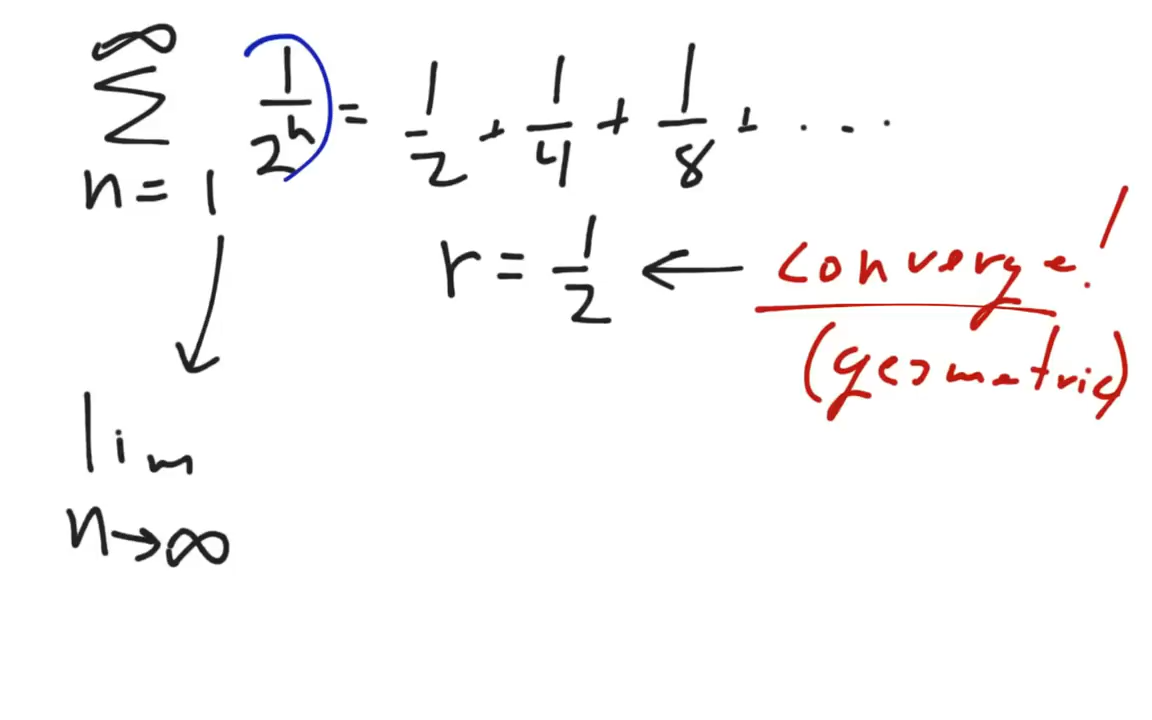 ∞
∑ 1/2ⁿ = 1/2 + 1/4 + 1/8 + ...
n = 1
r = 1/2 ← converge!
(geometric)
lim
n→∞